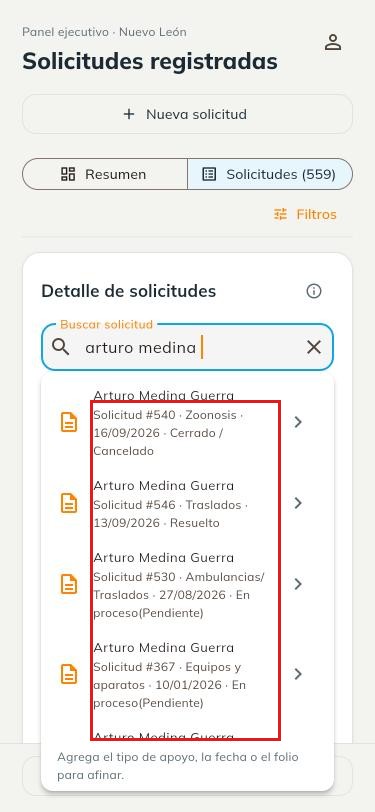 Panel ejecutivo · Nuevo León
Solicitudes registradas
Nueva solicitud
Resumen
Solicitudes (559)
Filtros
Detalle de solicitudes
Buscar solicitud
arturo medina
Arturo Medina Guerra
Solicitud #540 · Zoonosis ·
16/09/2026 · Cerrado /
Cancelado
Arturo Medina Guerra
Solicitud #546 · Traslados ·
13/09/2026 · Resuelto
Arturo Medina Guerra
Solicitud #530 · Ambulancias/
Traslados · 27/08/2026 · En
proceso(Pendiente)
Arturo Medina Guerra
Solicitud #367 · Equipos y
aparatos · 10/01/2026 · En
proceso(Pendiente)
Arturo Medina Guerra
Agrega el tipo de apoyo, la fecha o el folio
para afinar.